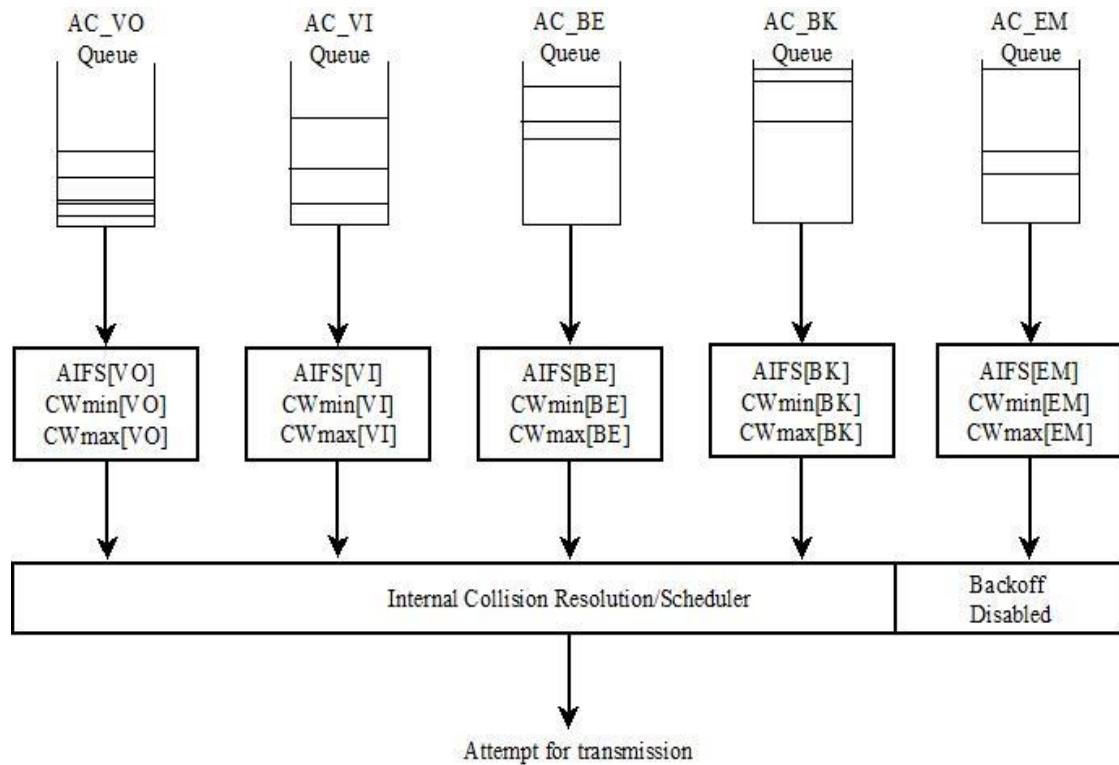 AC_VO
Queue
AC_VI
Queue
AC_BE
Queue
AC_BK
Queue
AC_EM
Queue
AIFS[VO]
CWmin[VO]
CWmax[VO]
AIFS[VI]
CWmin[VI]
CWmax[VI]
AIFS[BE]
CWmin[BE]
CWmax[BE]
AIFS[BK]
CWmin[BK]
CWmax[BK]
AIFS[EM]
CWmin[EM]
CWmax[EM]
Internal Collision Resolution/Scheduler
Backoff
Disabled
Attempt for transmission